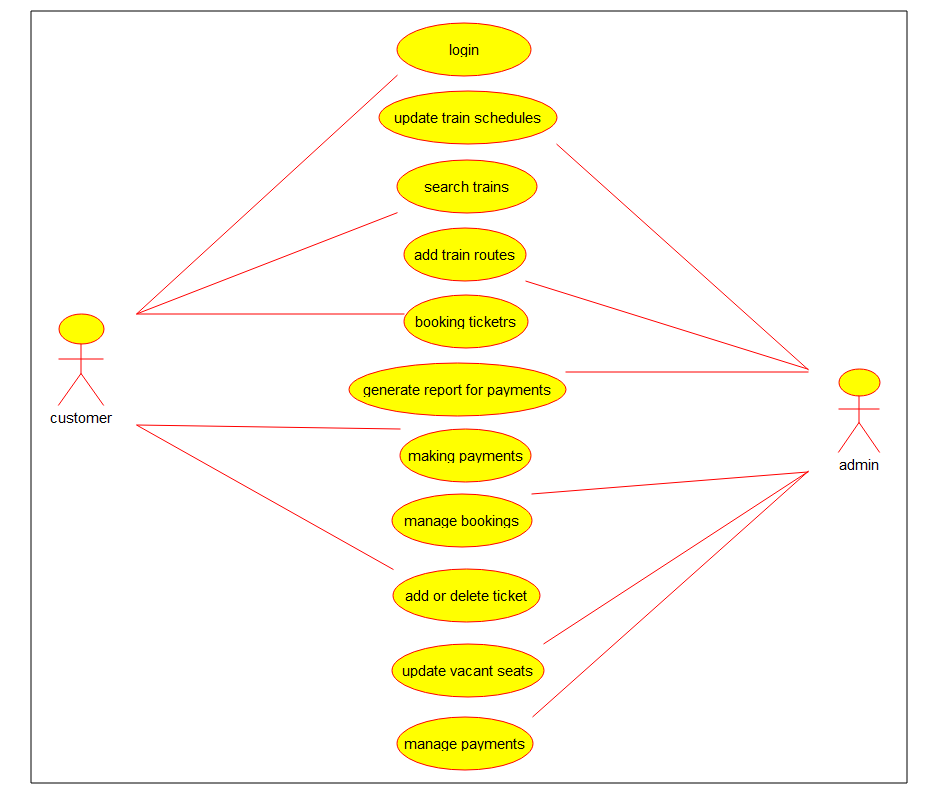 login
update train schedules
search trains
add train routes
booking ticketrs
generate report for payments
customer
making payments
admin
manage bookings
add or delete ticket
update vacant seats
manage payments